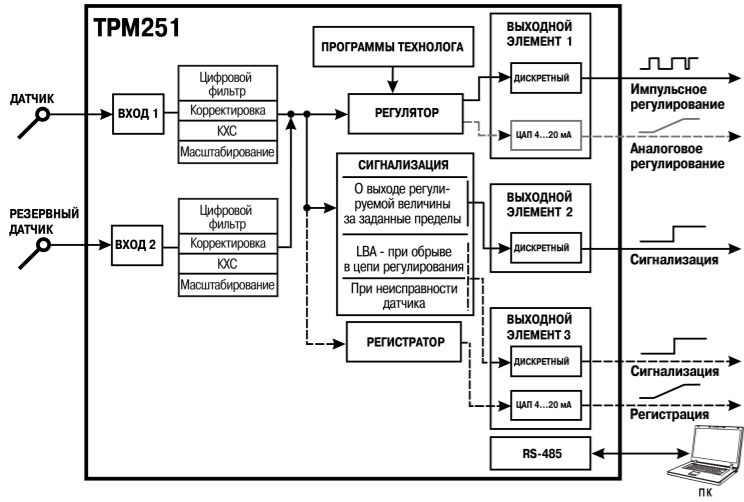 ТРМ251
ДАТЧИК
ВХОД 1
Цифровой
фильтр
Корректировка
КХС
Масштабирование
РЕЗЕРВНЫЙ
ДАТЧИК
ВХОД 2
Цифровой
фильтр
Корректировка
КХС
Масштабирование
ПРОГРАММЫ ТЕХНОЛОГА
РЕГУЛЯТОР
СИГНАЛИЗАЦИЯ
О выходе регули-
руемой величины
за заданные пределы
LBA - при обрыве
в цепи регулирования
При неисправности
датчика
РЕГИСТРАТОР
ВЫХОДНОЙ
ЭЛЕМЕНТ 1
ДИСКРЕТНЫЙ
ЦАП 4...20 мА
Импульсное
регулирование
Аналоговое
регулирование
ВЫХОДНОЙ
ЭЛЕМЕНТ 2
ДИСКРЕТНЫЙ
Сигнализация
ВЫХОДНОЙ
ЭЛЕМЕНТ 3
ДИСКРЕТНЫЙ
ЦАП 4...20 мА
Сигнализация
Регистрация
RS-485
ПК